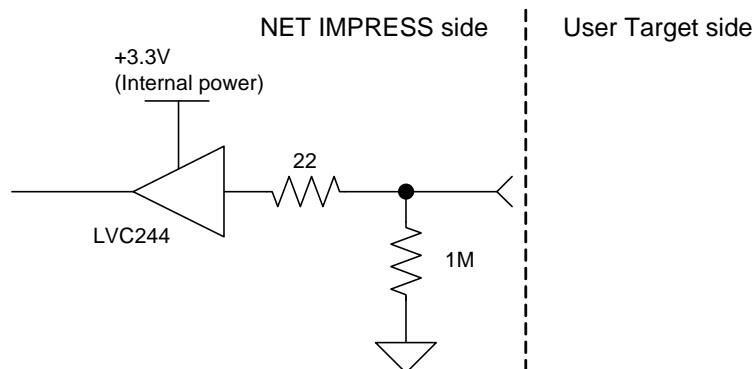 NET IMPRESS side
User Target side
+3.3V
(Internal power)
22
LVC244
1M